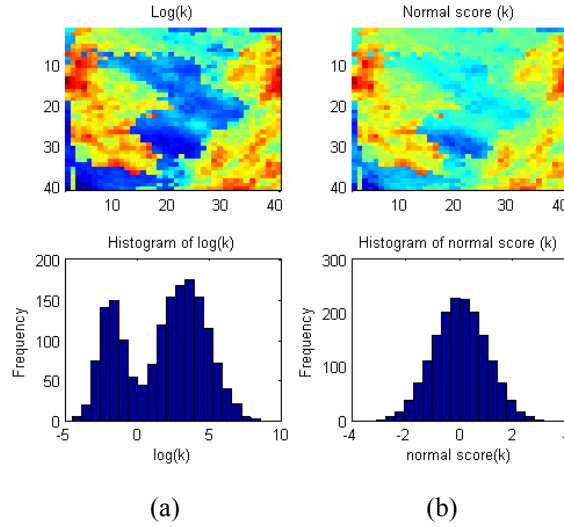 Log(k)
Normal score (k)
10
20
30
40
10 20 30 40
10
20
30
40
10 20 30 40
Histogram of log(k)
Frequency
200
150
100
50
0
-5 0 5 10
log(k)
Histogram of normal score (k)
Frequency
300
200
100
0
-4 -2 0 2 4
normal score(k)
(a)
(b)